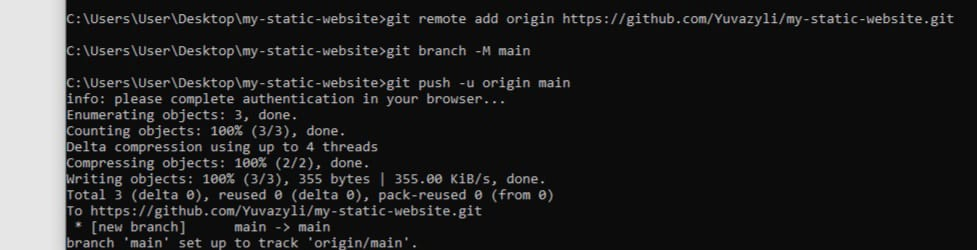 C:\Users\User\Desktop\my-static-website>git remote add origin https://github.com/Yuvazyli/my-static-website.git
C:\Users\User\Desktop\my-static-website>git branch -M main
C:\Users\User\Desktop\my-static-website>git push -u origin main
info: please complete authentication in your browser...
Enumerating objects: 3, done.
Counting objects: 100% (3/3), done.
Delta compression using up to 4 threads
Compressing objects: 100% (2/2), done.
Writing objects: 100% (3/3), 355 bytes | 355.00 KiB/s, done.
Total 3 (delta 0), reused 0 (delta 0), pack-reused 0 (from 0)
To https://github.com/Yuvazyli/my-static-website.git
 * [new branch]      main -> main
branch 'main' set up to track 'origin/main'.